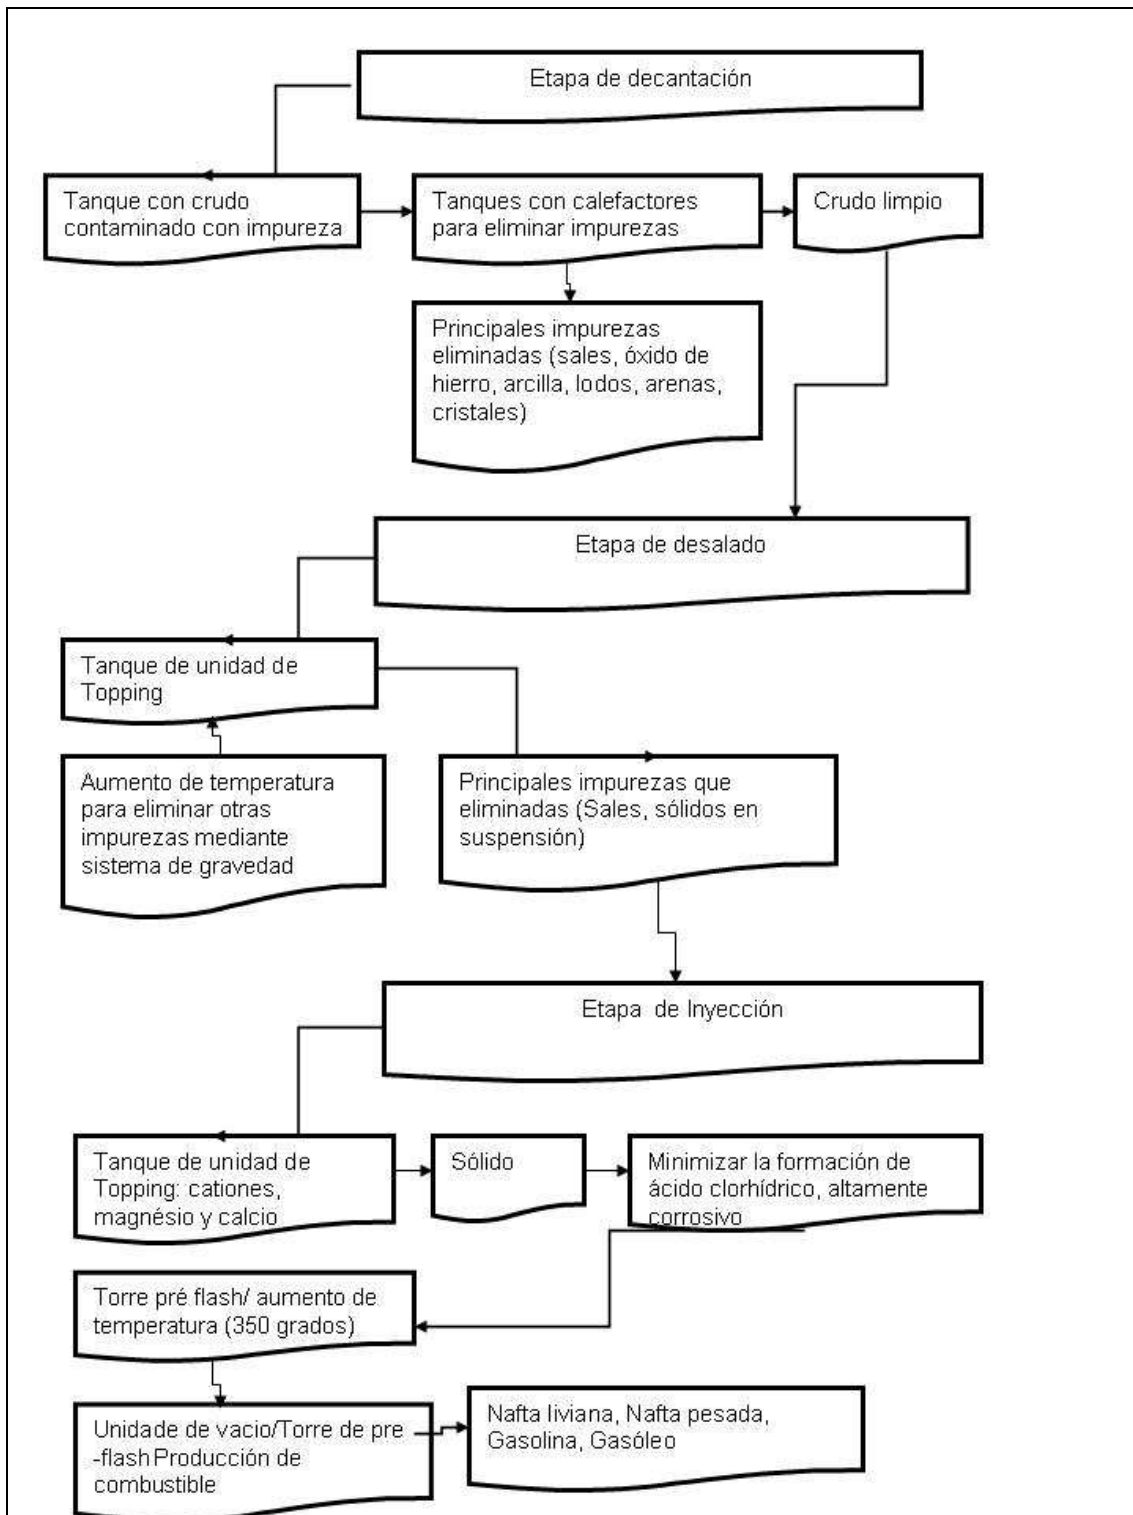 Etapa de decantación
Tanque con crudo
contaminado con impureza
Tanques con calefactores
para eliminar impurezas
Crudo limpio
Principales impurezas
eliminadas (sales, óxido de
hierro, arcilla, lodos, arenas,
cristales)
Etapa de desalado
Tanque de unidad de
Topping
Aumento de temperatura
para eliminar otras
impurezas mediante
sistema de gravedad
Principales impurezas que
eliminadas (Sales, sólidos en
suspensión)
Etapa de Inyección
Tanque de unidad de
Topping: cationes,
magnésio y calcio
Sólido
Minimizar la formación de
ácido clorhídrico, altamente
corrosivo
Torre pré flash/ aumento de
temperatura (350 grados)
Unidade de vacio/Torre de pre
-flash Producción de
combustible
Nafta liviana, Nafta pesada,
Gasolina, Gasóleo